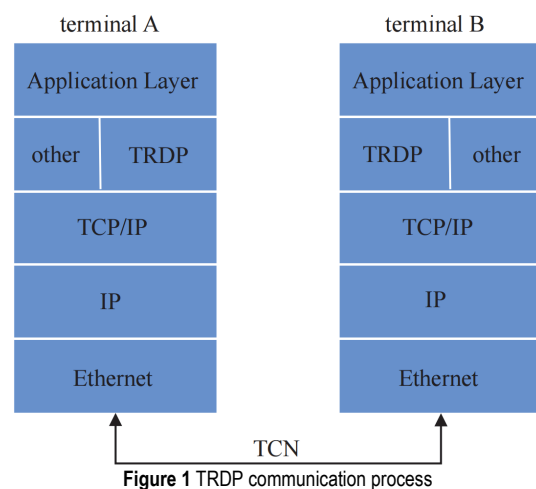 terminal A
terminal B
Application Layer
Application Layer
other
TRDP
TRDP
other
TCP/IP
TCP/IP
IP
IP
Ethernet
Ethernet
TCN
Figure 1 TRDP communication process